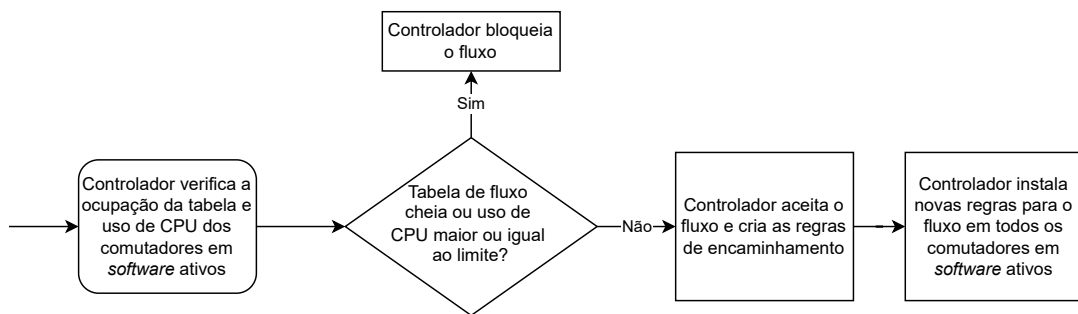 Controlador bloqueia
o fluxo
Sim
Controlador verifica a
ocupação da tabela e
uso de CPU dos
comutadores em
software ativos
Tabela de fluxo
cheia ou uso de
CPU maior ou igual
ao limite?
Não
Controlador aceita o
fluxo e cria as regras
de encaminhamento
Controlador instala
novas regras para o
fluxo em todos os
comutadores em
software ativos